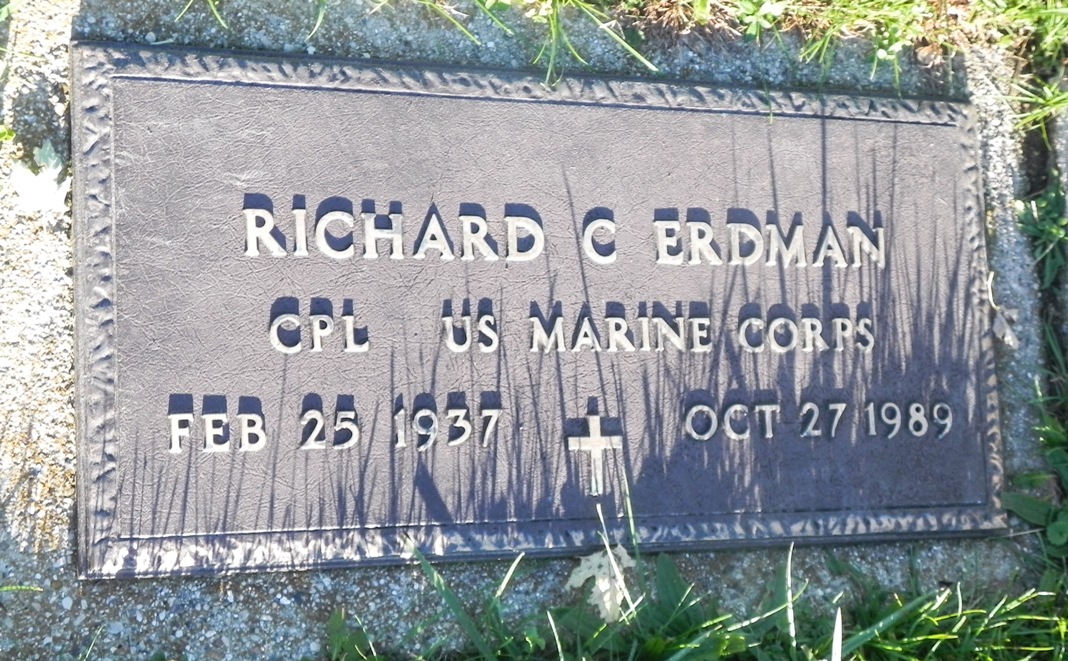 RICHARD C ERDMAN
CPL US MARINE CORPS
FEB 25 1937 OCT 27 1989